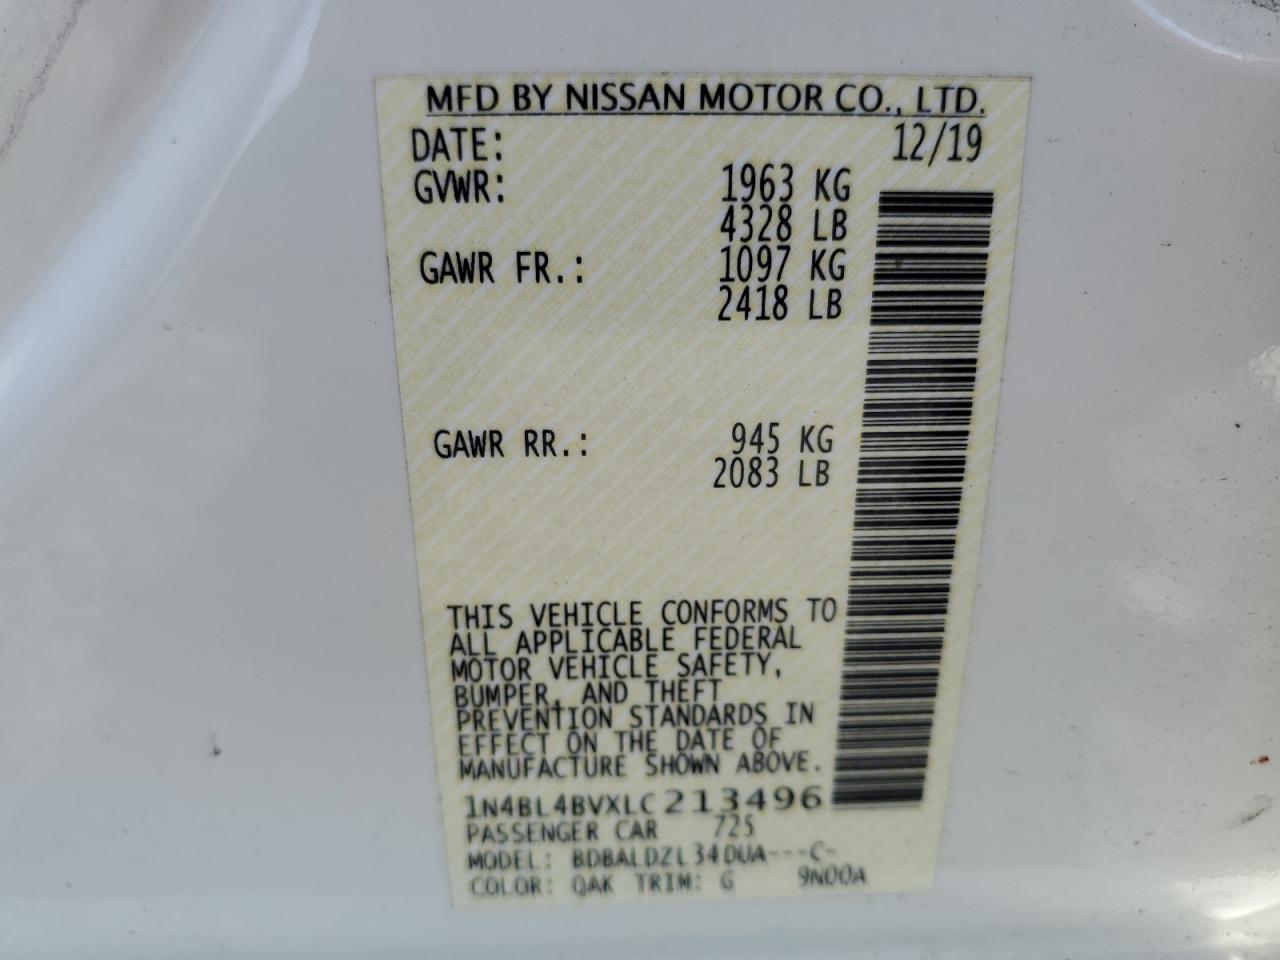 MFD BY NISSAN MOTOR CO., LTD.
DATE: 12/19
GVWR: 1963 KG
4328 LB
GAWR FR.: 1097 KG
2418 LB
GAWR RR.: 945 KG
2083 LB
THIS VEHICLE CONFORMS TO
ALL APPLICABLE FEDERAL
MOTOR VEHICLE SAFETY,
BUMPER, AND THEFT
PREVENTION STANDARDS IN
EFFECT ON THE DATE OF
MANUFACTURE SHOWN ABOVE.
1N4BL4BVXLC213496
PASSENGER CAR 725
MODEL: BDBALDZL34DUA---C-
COLOR: QAK TRIM: G 9N00A